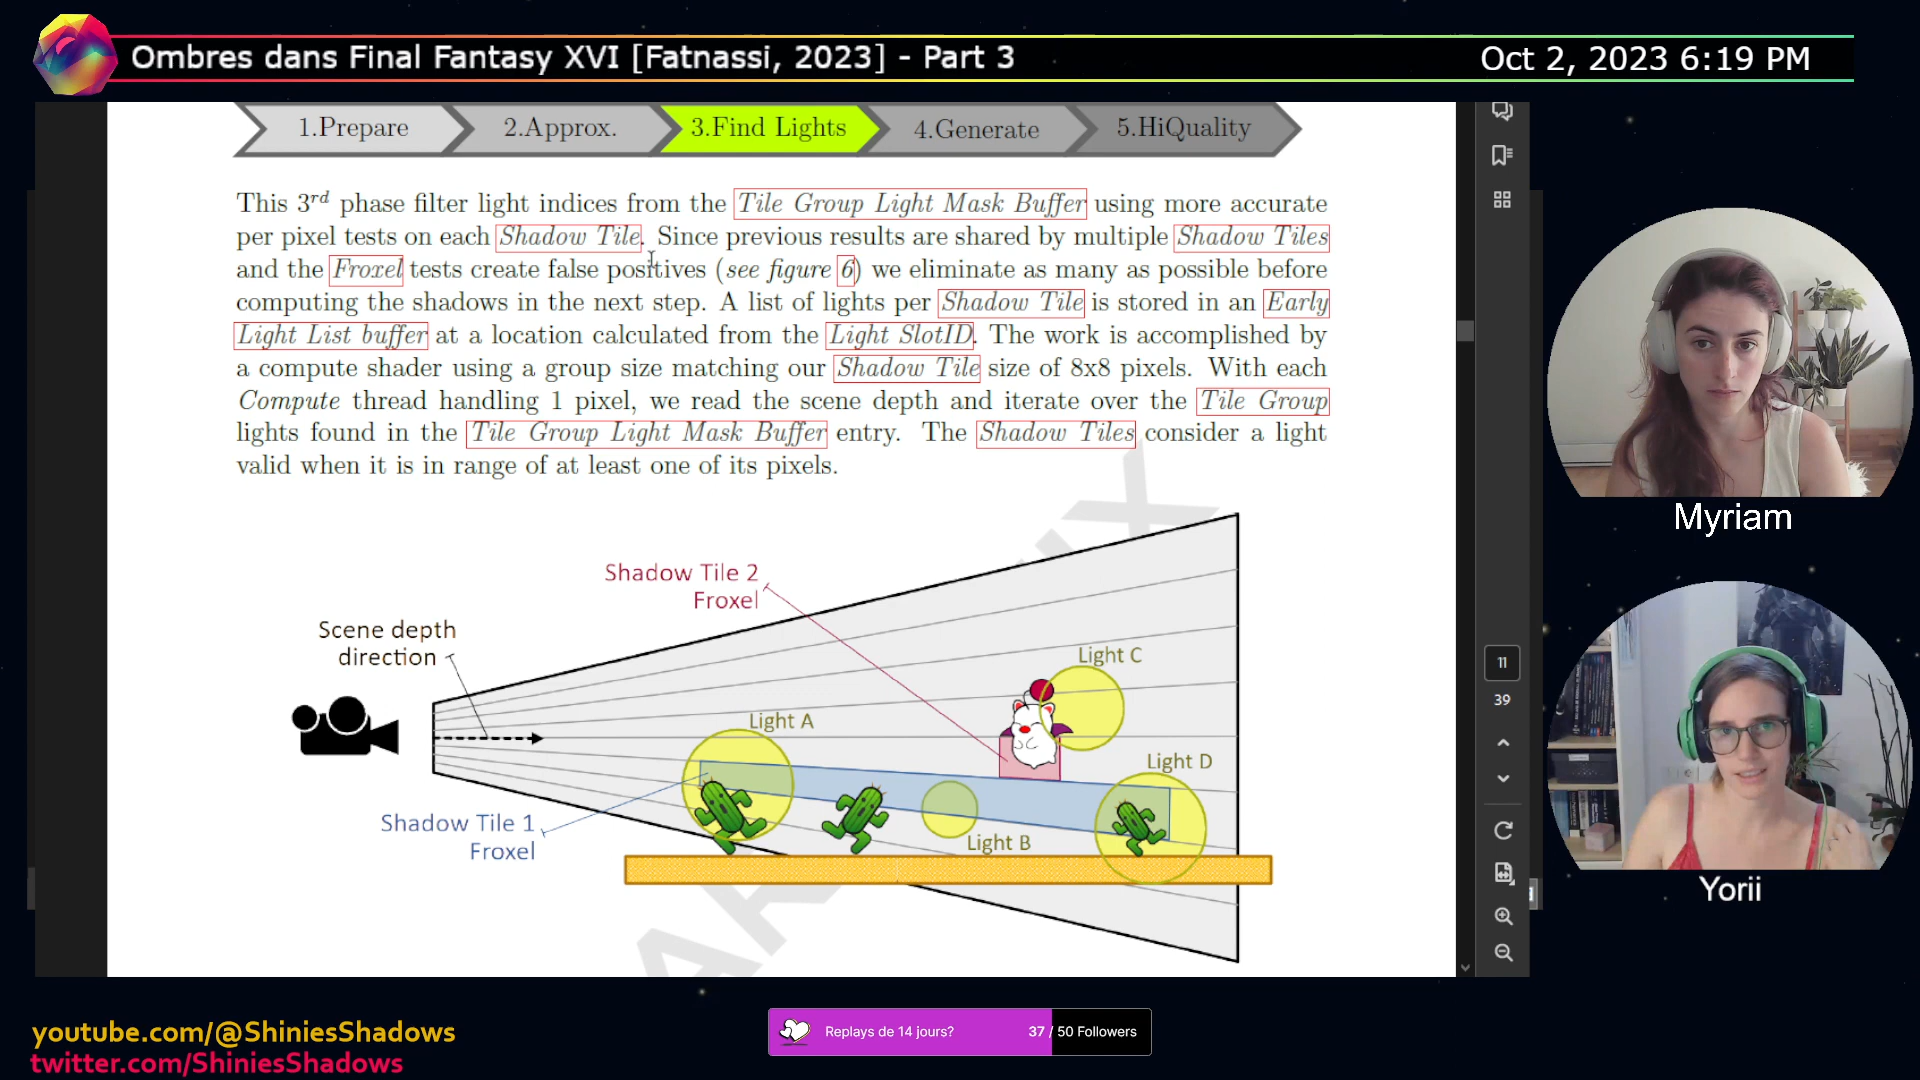 Ombres dans Final Fantasy XVI [Fatnassi, 2023] - Part 3
Oct 2, 2023 6:19 PM
1.Prepare
2.Approx.
3.Find Lights
4.Generate
5.HiQuality
This 3rd phase filter light indices from the Tile Group Light Mask Buffer using more accurate
per pixel tests on each Shadow Tile. Since previous results are shared by multiple Shadow Tiles
and the Froxel tests create false positives (see figure 6) we eliminate as many as possible before
computing the shadows in the next step. A list of lights per Shadow Tile is stored in an Early
Light List buffer at a location calculated from the Light SlotID. The work is accomplished by
a compute shader using a group size matching our Shadow Tile size of 8x8 pixels. With each
Compute thread handling 1 pixel, we read the scene depth and iterate over the Tile Group
lights found in the Tile Group Light Mask Buffer entry. The Shadow Tiles consider a light
valid when it is in range of at least one of its pixels.
Shadow Tile 2
Froxel
Scene depth
direction
Light C
Light A
Light D
Shadow Tile 1
Froxel
Light B
11
39
Myriam
Yorii
youtube.com/@ShiniesShadows
twitter.com/ShiniesShadows
Replays de 14 jours?
37 / 50 Followers